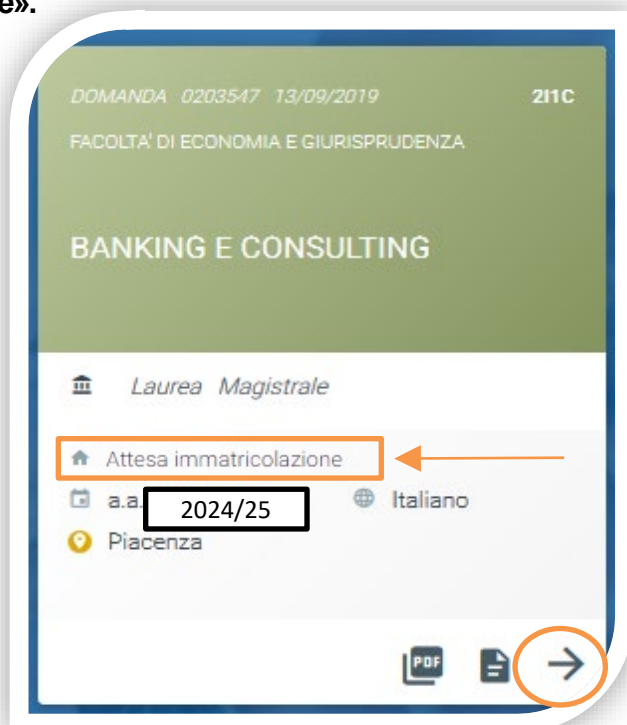 e».
DOMANDA 0203547 13/09/2019 2I1C
FACOLTA' DI ECONOMIA E GIURISPRUDENZA
BANKING E CONSULTING
Laurea Magistrale
Attesa immatricolazione
a.a. 2024/25 Italiano
Piacenza
PDF